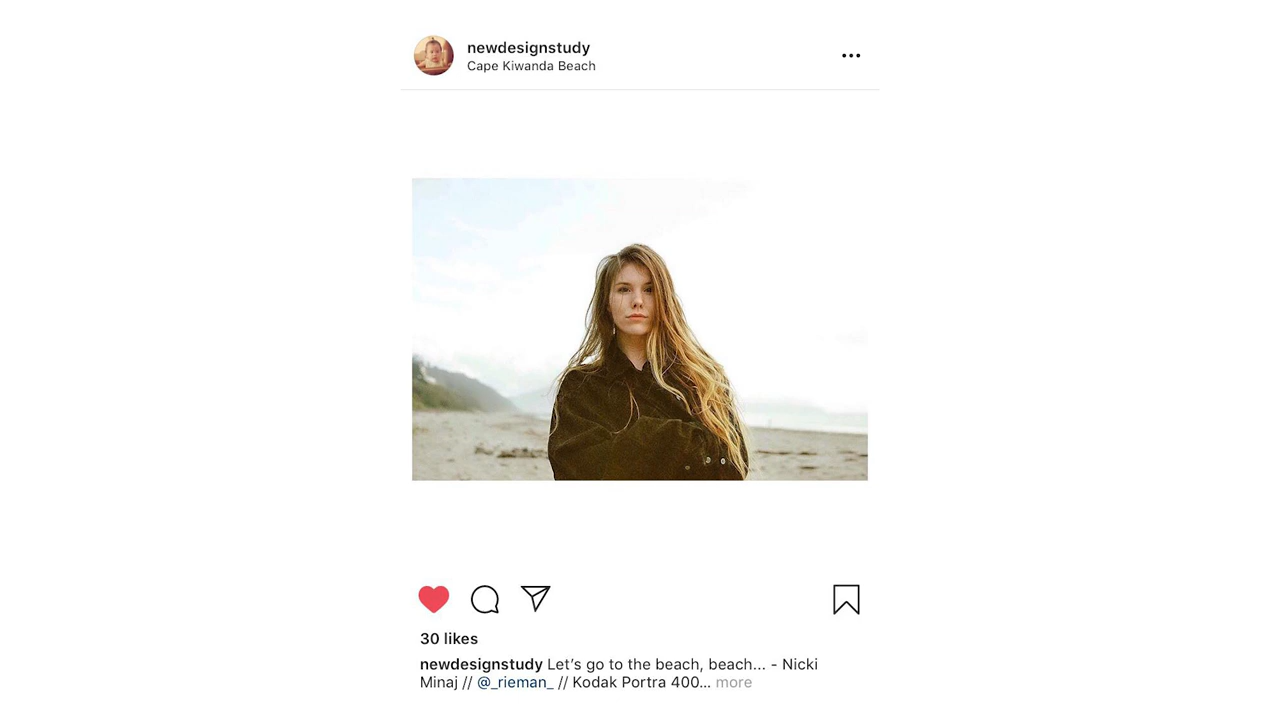 newdesignstudy
Cape Kiwanda Beach
30 likes
newdesignstudy Let’s go to the beach, beach... - Nicki
Minaj // @_rieman_ // Kodak Portra 400... more